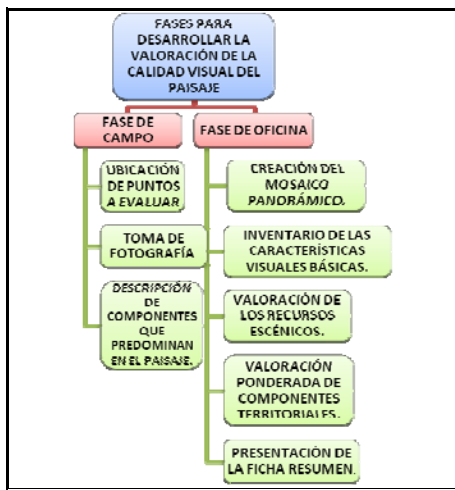 FASES PARA
DESARROLLAR LA
VALORACIÓN DE LA
CALIDAD VISUAL DEL
PAISAJE
FASE DE
CAMPO
UBICACIÓN
DE PUNTOS
A EVALUAR
TOMA DE
FOTOGRAFÍA
DESCRIPCIÓN
DE
COMPONENTES
QUE
PREDOMINAN
EN EL PAISAJE.
FASE DE OFICINA
CREACIÓN DEL
MOSAICO
PANORÁMICO.
INVENTARIO DE LAS
CARACTERÍSTICAS
VISUALES BÁSICAS.
VALORACIÓN DE
LOS RECURSOS
ESCÉNICOS.
VALORACIÓN
PONDERADA DE
COMPONENTES
TERRITORIALES.
PRESENTACIÓN DE
LA FICHA RESUMEN.